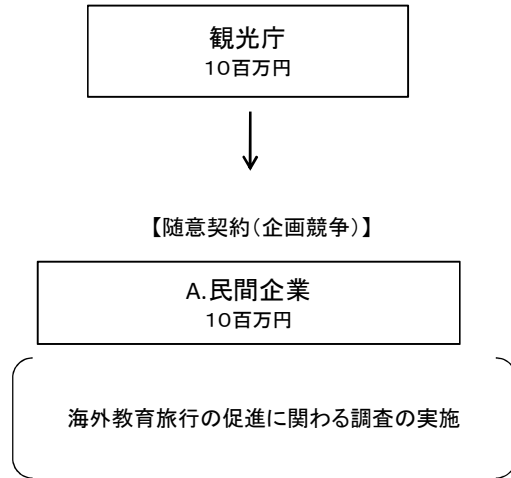 観光庁
10百万円
【随意契約(企画競争)】
A.民間企業
10百万円
海外教育旅行の促進に関わる調査の実施